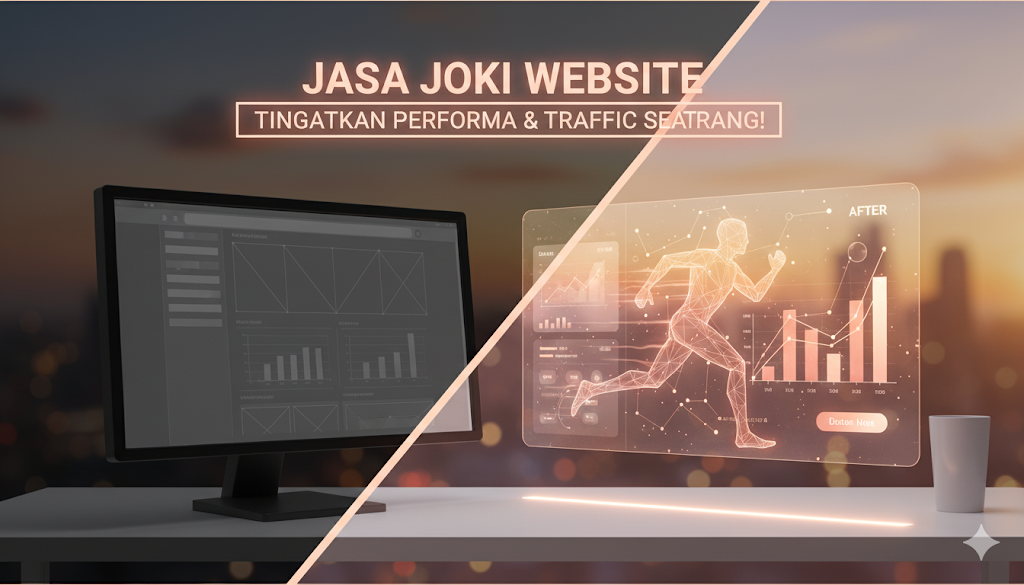 JASA JOKI WEBSITE
TINGATKAN PERFORMA & TRAFFIC SEATRANG!
AFTER